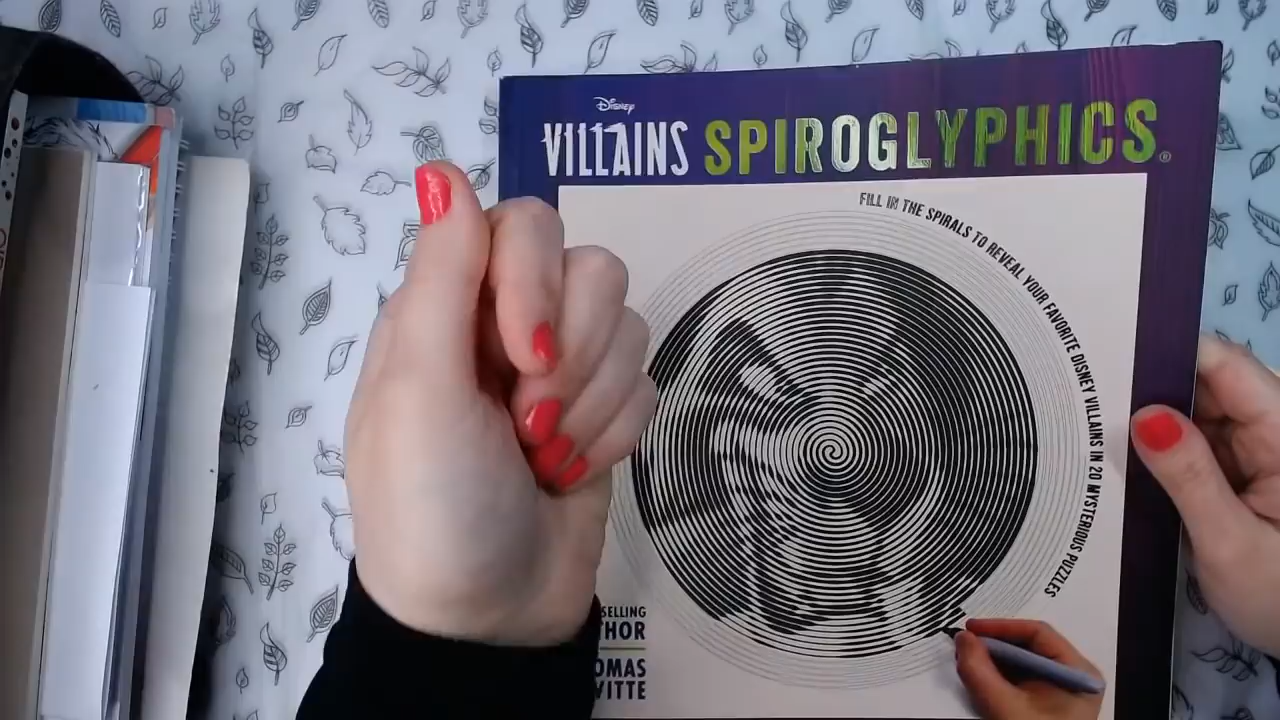 Disney
VILLAINS SPIROGLYPHICS®
FILL IN THE SPIRALS TO REVEAL YOUR FAVORITE DISNEY VILLAINS IN 20 MYSTERIOUS PUZZLES
SELLING
THOR
OMAS
WITTE